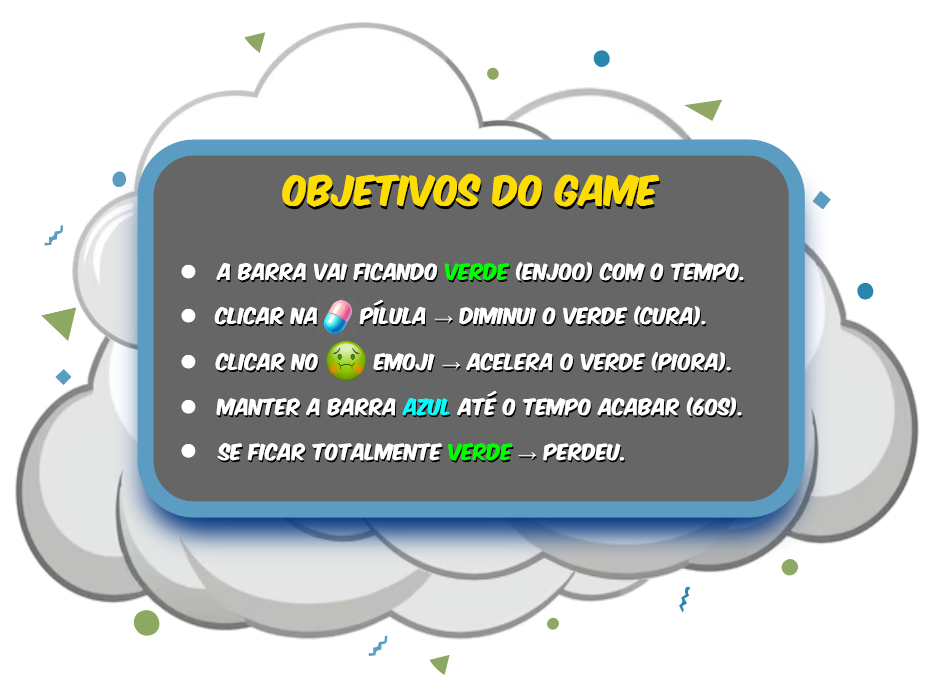 OBJETIVOS DO GAME
● A BARRA VAI FICANDO VERDE (ENJOO) COM O TEMPO.
● CLICAR NA PÍLULA → DIMINUI O VERDE (CURA).
● CLICAR NO EMOJI → ACELERA O VERDE (PIORA).
● MANTER A BARRA AZUL ATÉ O TEMPO ACABAR (60S).
● SE FICAR TOTALMENTE VERDE → PERDEU.